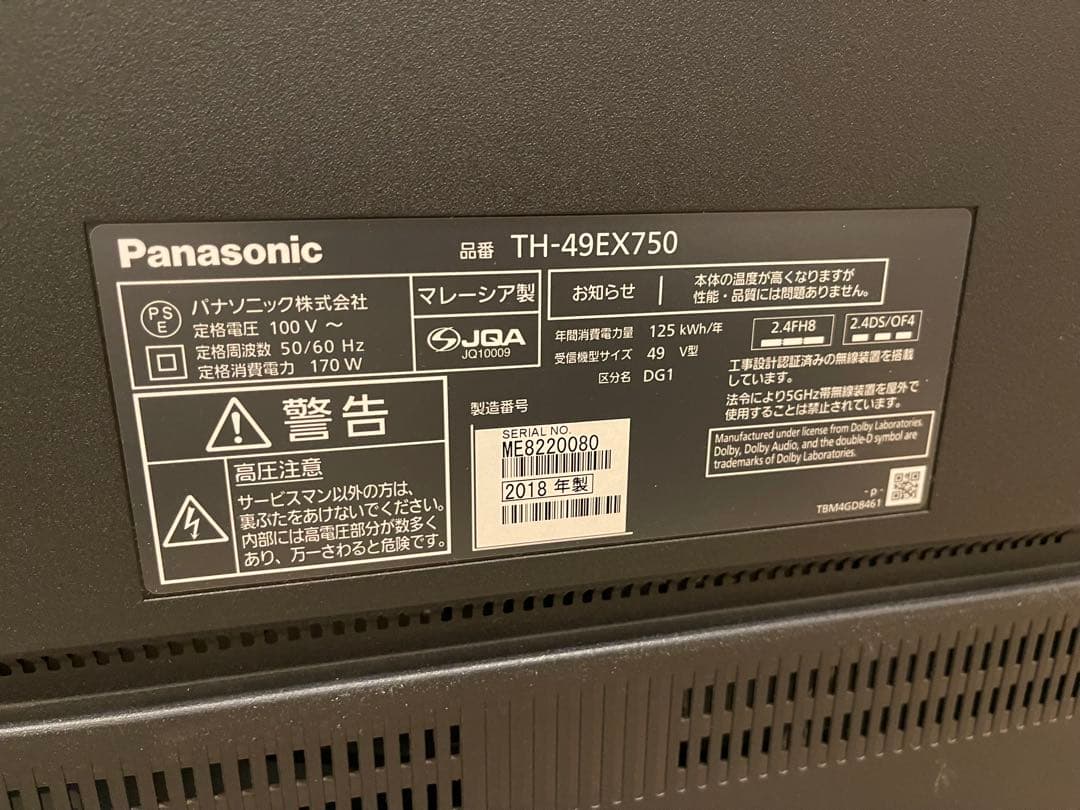 Panasonic
品番 TH-49EX750
PSE
パナソニック株式会社
定格電圧 100 V ～
定格周波数 50/60 Hz
定格消費電力 170 W
マレーシア製
JQA
JQ10009
お知らせ
本体の温度が高くなりますが
性能・品質には問題ありません。
年間消費電力量 125 kWh/年
受信機型サイズ 49 V型
区分名 DG1
2.4FH8
2.4DS/OF4
工事設計認証済みの無線装置を搭載
しています。
法令により5GHz帯無線装置を屋外で
使用することは禁止されています。
警告
高圧注意
サービスマン以外の方は、
裏ぶたをあけないでください。
内部には高電圧部分が数多く
あり、万一さわると危険です。
製造番号
SERIAL NO.
ME8220080
2018 年製
Manufactured under license from Dolby Laboratories.
Dolby, Dolby Audio, and the double-D symbol are
trademarks of Dolby Laboratories.
- p -
TBM4GD8461